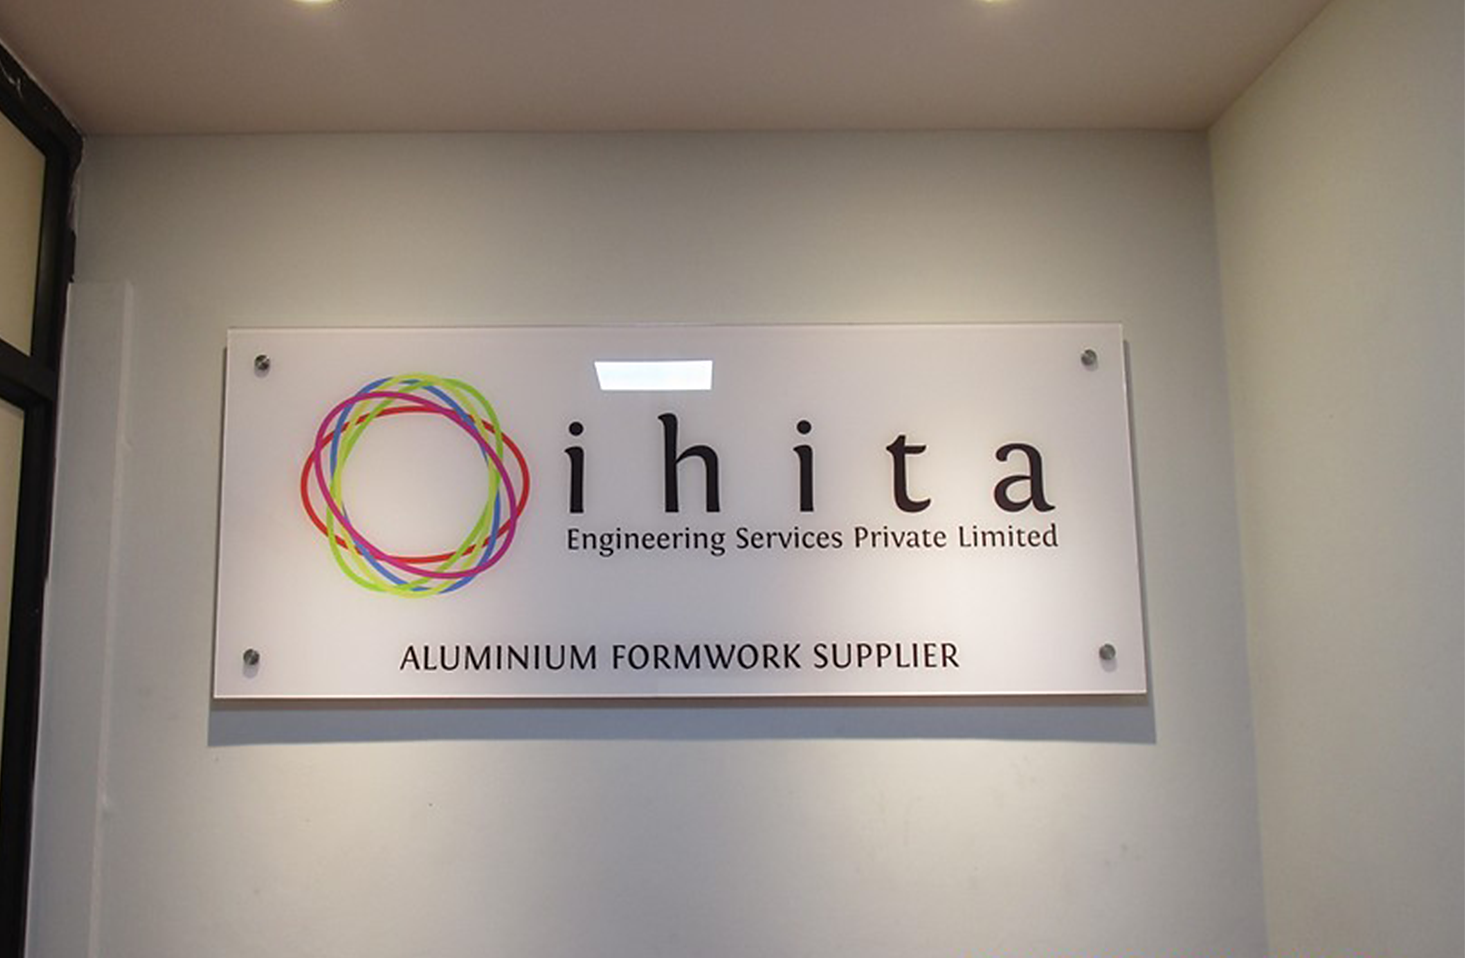 ihita
Engineering Services Private Limited
ALUMINIUM FORMWORK SUPPLIER